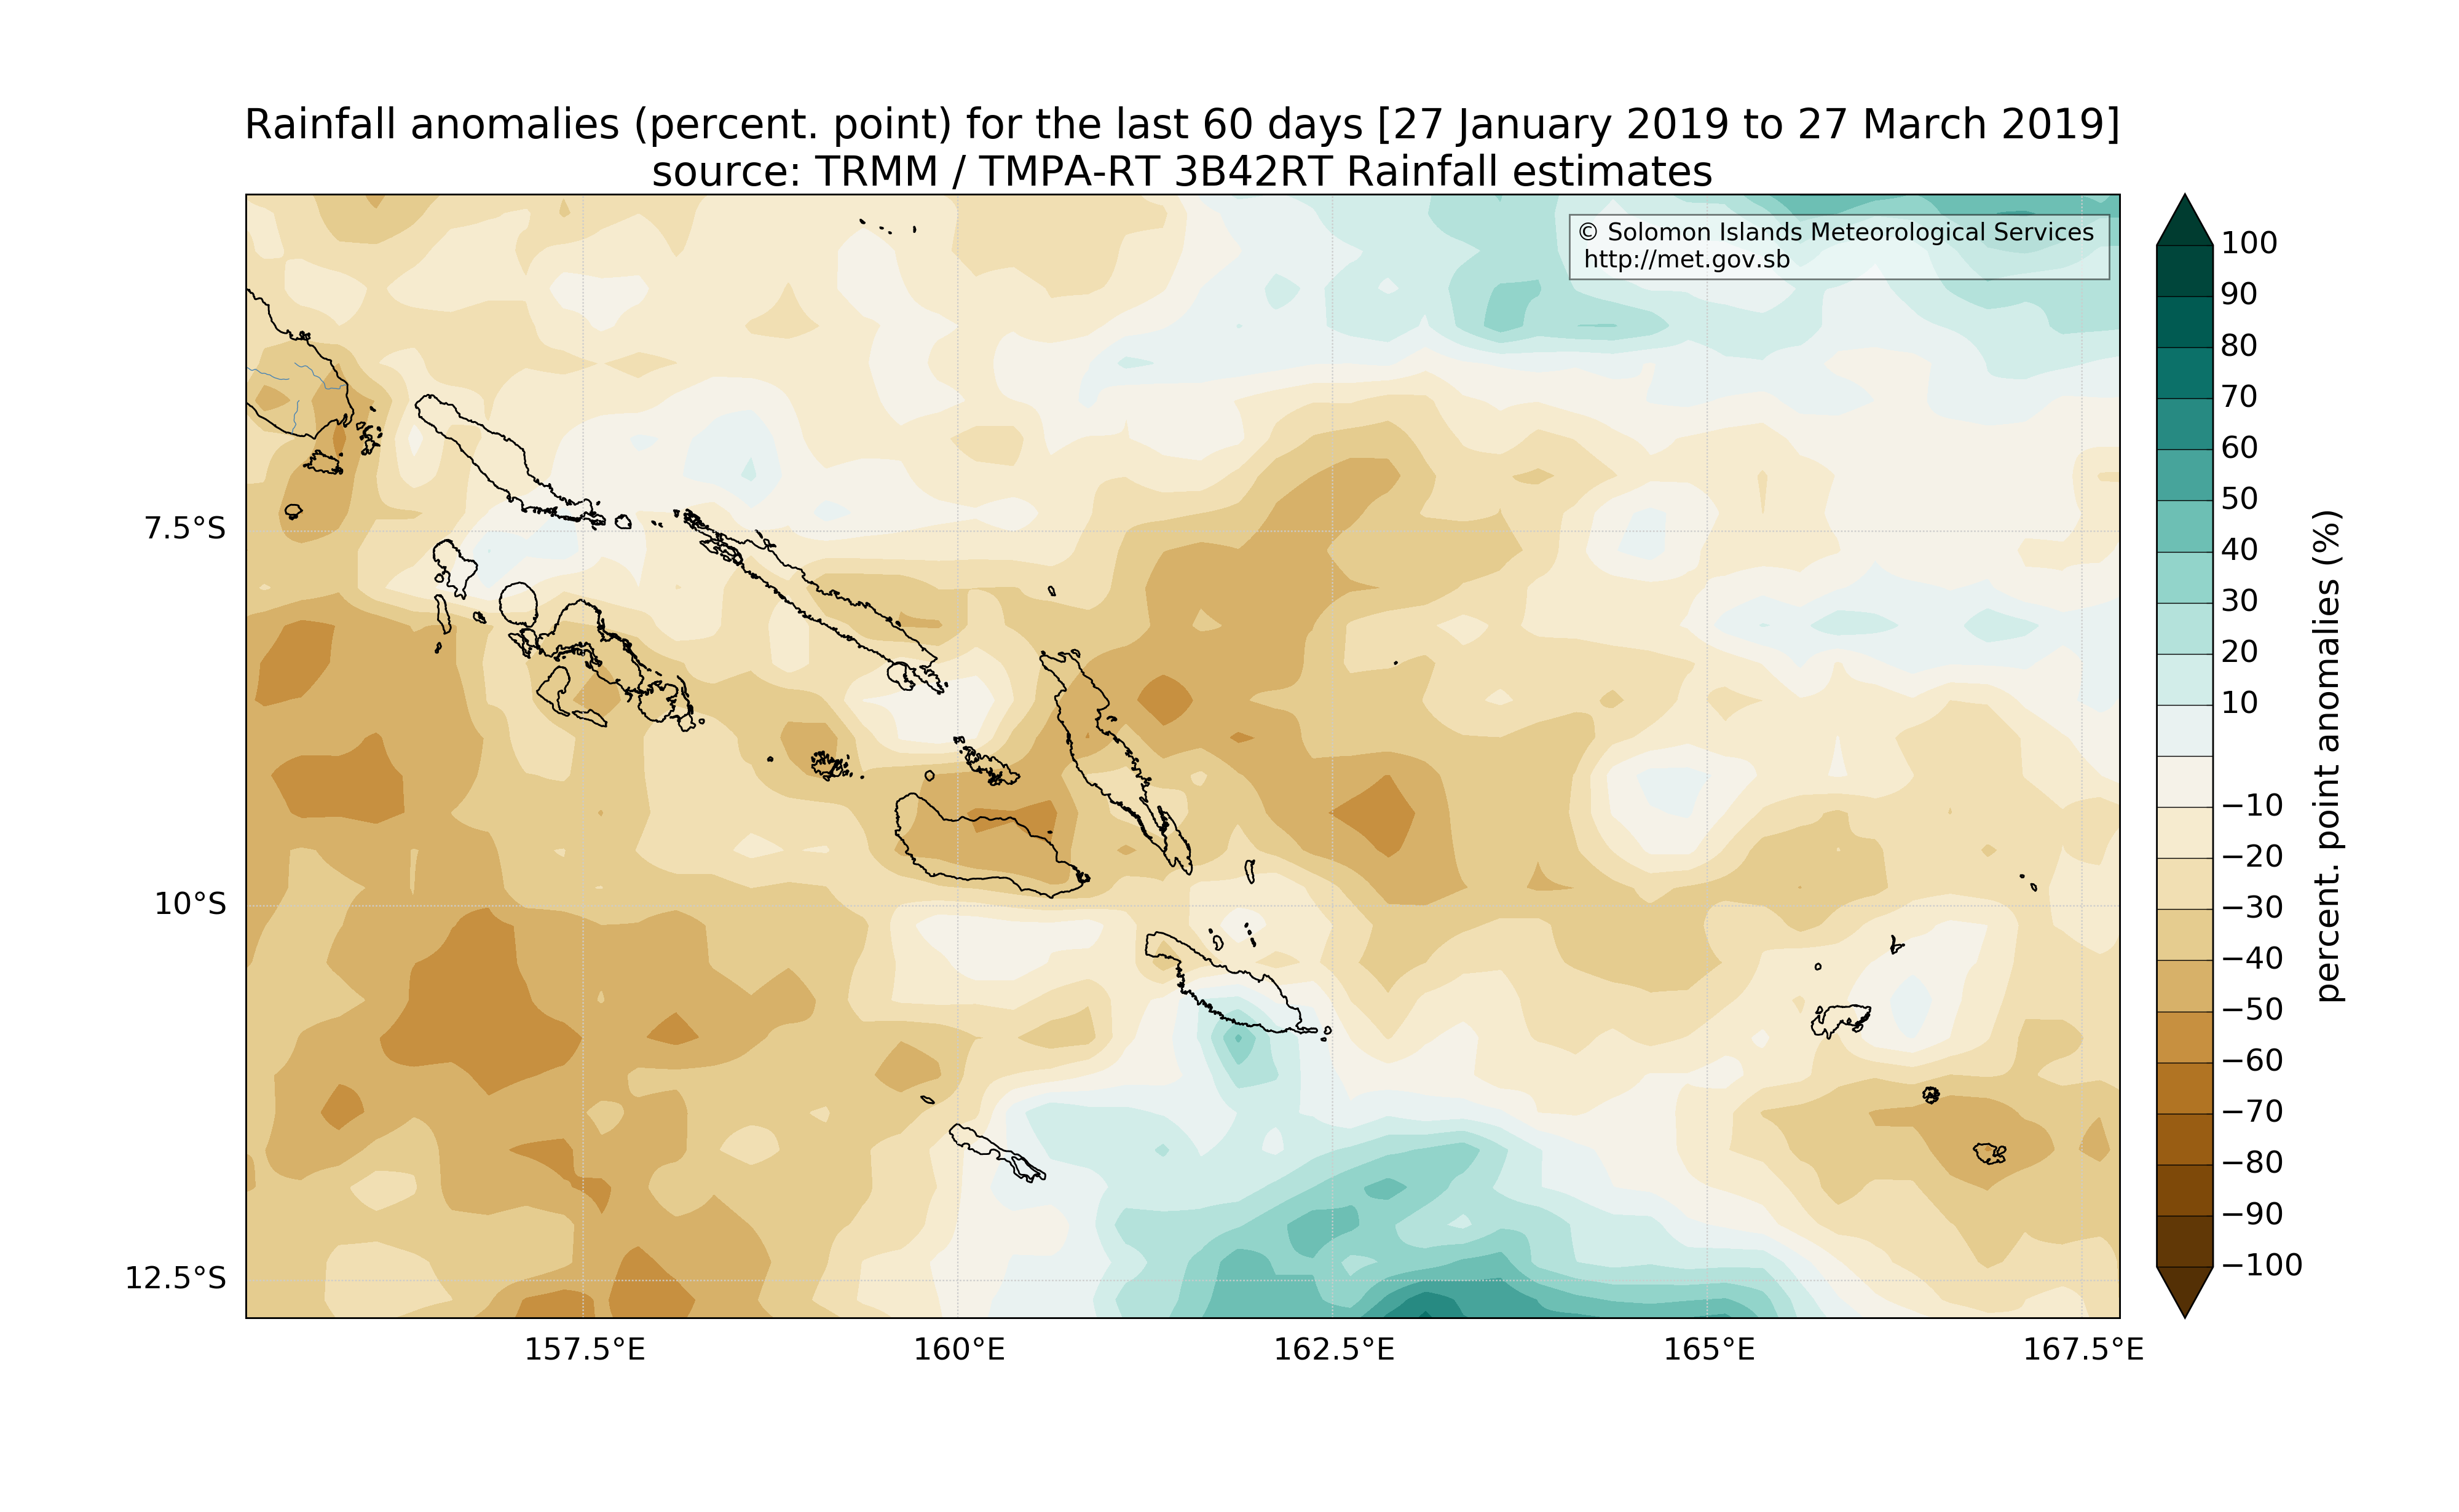 Rainfall anomalies (percent. point) for the last 60 days [27 January 2019 to 27 March 2019]
source: TRMM / TMPA-RT 3B42RT Rainfall estimates
© Solomon Islands Meteorological Services
http://met.gov.sb
7.5°S
10°S
12.5°S
157.5°E
160°E
162.5°E
165°E
167.5°E
100
90
80
70
60
50
40
30
20
10
−10
−20
−30
−40
−50
−60
−70
−80
−90
−100
percent. point anomalies (%)